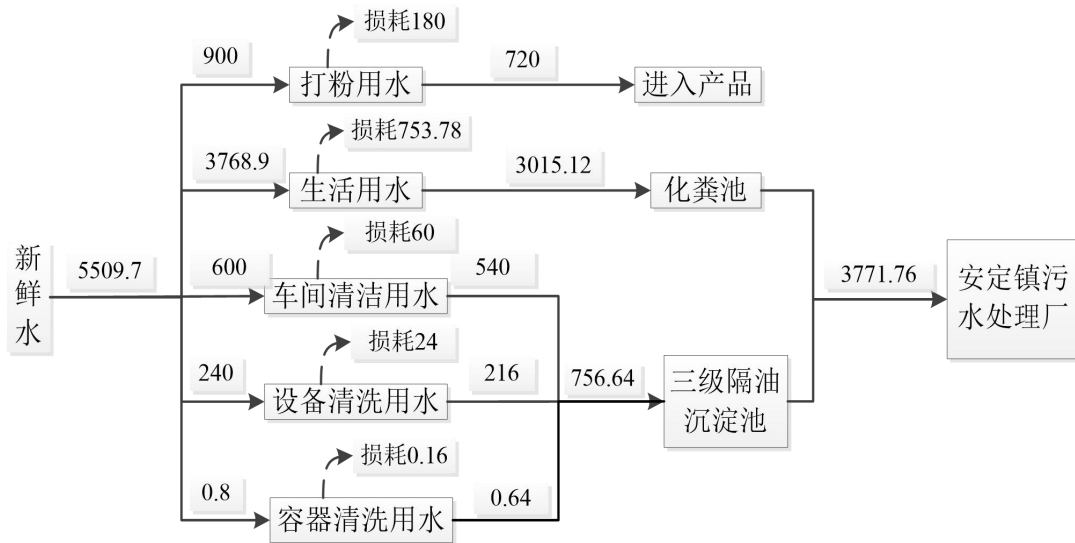 损耗180
900
720
打粉用水
进入产品
损耗753.78
3768.9
3015.12
生活用水
化粪池
损耗60
新
鲜
水
5509.7
600
540
车间清洁用水
3771.76
安定镇污
水处理厂
损耗24
240
216
756.64
设备清洗用水
三级隔油
沉淀池
损耗0.16
0.8
0.64
容器清洗用水